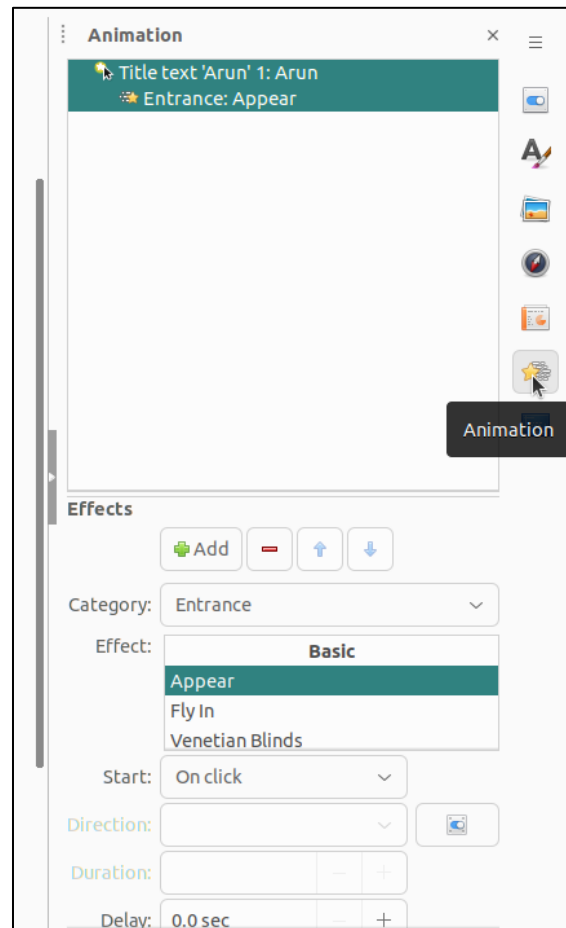 Animation
Title text 'Arun' 1: Arun
Entrance: Appear
Animation
Effects
Add
Category: Entrance
Effect: Basic
Appear
Fly In
Venetian Blinds
Start: On click
Direction:
Duration:
Delay: 0.0 sec